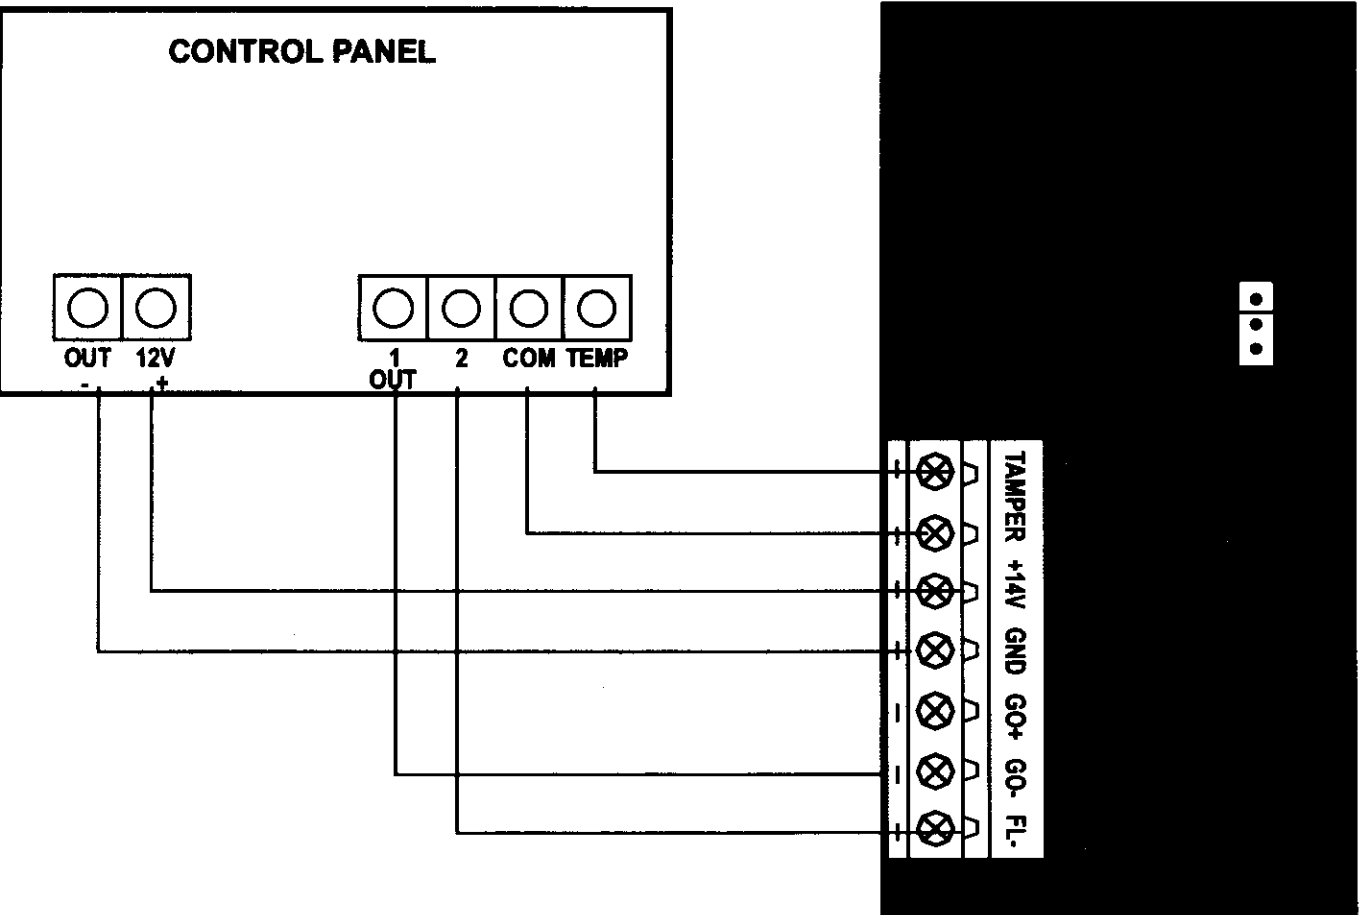 CONTROL PANEL
OUT 12V
- +
1 2 COM TEMP
OUT
TAMPER +14V GND GO+ GO- FL-